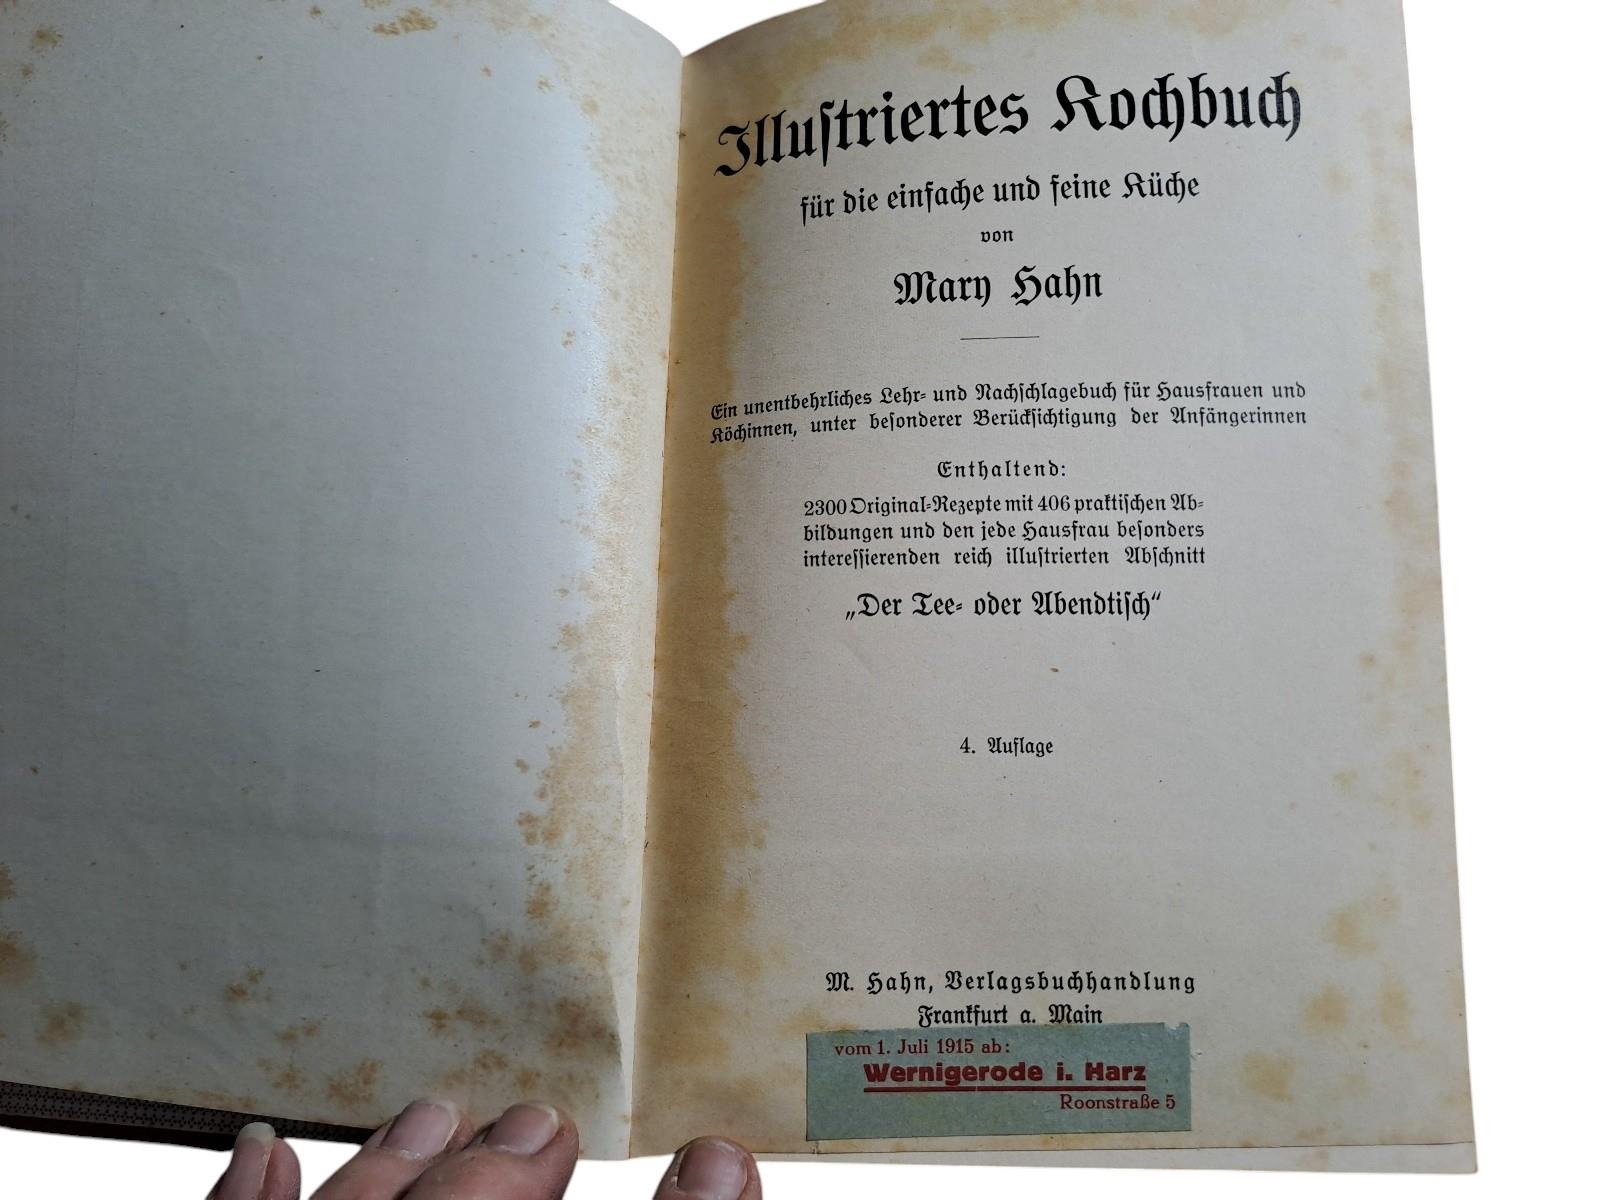 Illustriertes Kochbuch
für die einfache und feine Küche
von
Mary Hahn
Ein unentbehrliches Lehr- und Nachschlagebuch für Hausfrauen und
Köchinnen, unter besonderer Berücksichtigung der Anfängerinnen
Enthaltend:
2300 Original-Rezepte mit 406 praktischen Ab-
bildungen und den jede Hausfrau besonders
interessierenden reich illustrierten Abschnitt
„Der Tee- oder Abendtisch“
4. Auflage
M. Hahn, Verlagsbuchhandlung
Frankfurt a. Main
vom 1. Juli 1915 ab:
Wernigerode i. Harz
Roonstraße 5